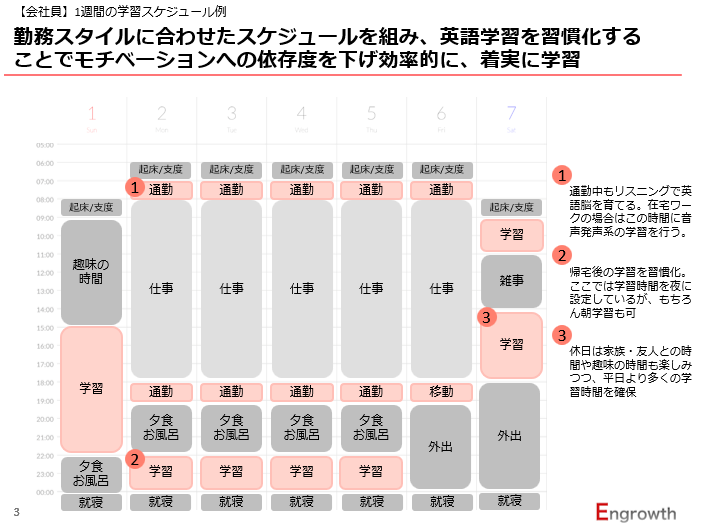 【会社員】1週間の学習スケジュール例
勤務スタイルに合わせたスケジュールを組み、英語学習を習慣化する
ことでモチベーションへの依存度を下げ効率的に、着実に学習
1 2 3 4 5 6 7
Sun Mon Tue Wed Thu Fri Sat
05:00
06:00
起床/支度 起床/支度 起床/支度 起床/支度 起床/支度
07:00
1 通勤 通勤 通勤 通勤 通勤
08:00
起床/支度 起床/支度
09:00
学習
10:00
趣味の
時間
11:00
12:00
仕事 仕事 仕事 仕事 仕事 雑事
13:00
14:00
3
15:00
学習
16:00
17:00
18:00
学習 通勤 通勤 通勤 通勤 移動
19:00
20:00
夕食 夕食 夕食 夕食
お風呂 お風呂 お風呂 お風呂 外出 外出
21:00
22:00
2
夕食
お風呂 学習 学習 学習 学習
23:00
00:00
就寝 就寝 就寝 就寝 就寝 就寝 就寝
1
通勤中もリスニングで英
語脳を育てる。在宅ワー
クの場合はこの時間に音
声発声系の学習を行う。
2
帰宅後の学習を習慣化。
ここでは学習時間を夜に
設定しているが、もちろ
ん朝学習も可
3
休日は家族・友人との時
間や趣味の時間も楽しみ
つつ、平日より多くの学
習時間を確保
3
Engrowth